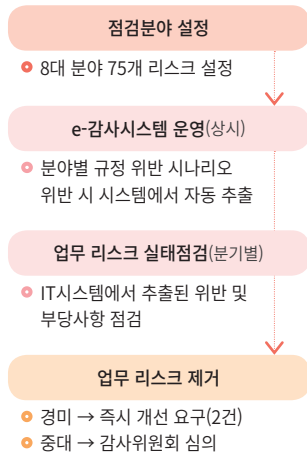 점검분야 설정
8대 분야 75개 리스크 설정
e-감사시스템 운영(상시)
분야별 규정 위반 시나리오
위반 시 시스템에서 자동 추출
업무 리스크 실태점검(분기별)
IT시스템에서 추출된 위반 및
부당사항 점검
업무 리스크 제거
경미 → 즉시 개선 요구(2건)
중대 → 감사위원회 심의